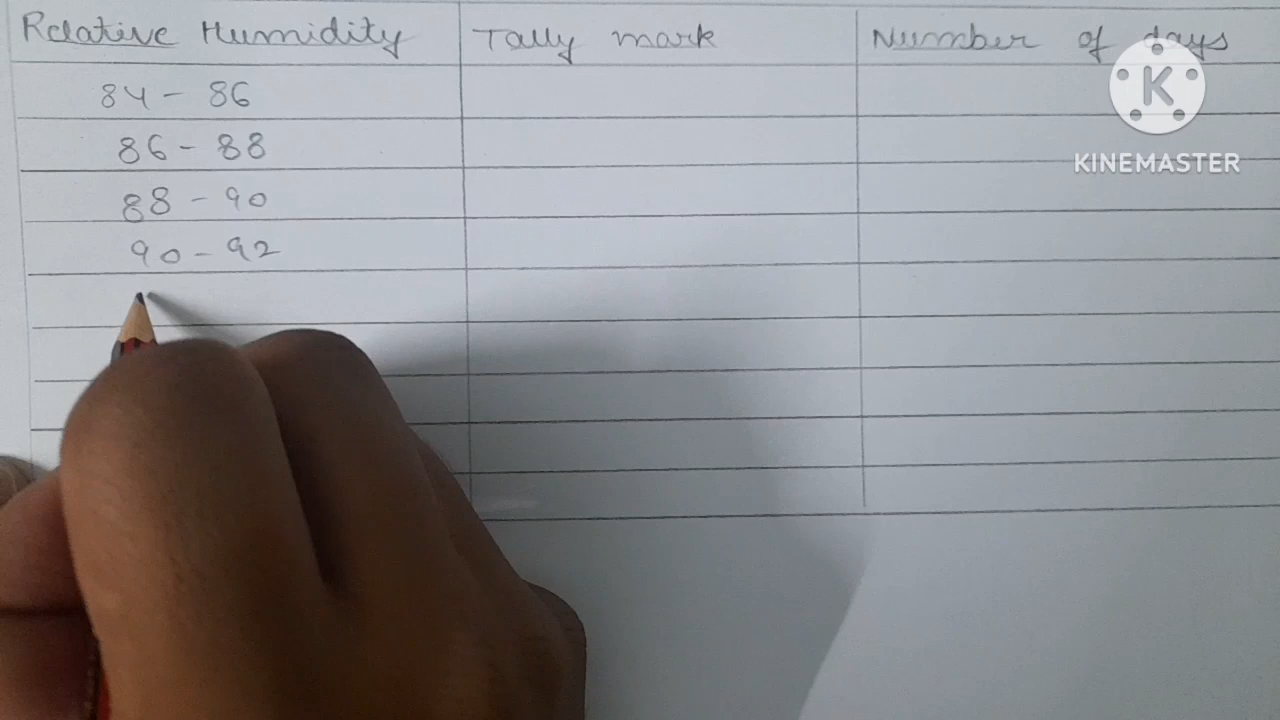 Relative Humidity Tally mark Number of days
84 - 86
86 - 88
88 - 90
90 - 92
K
KINEMASTER